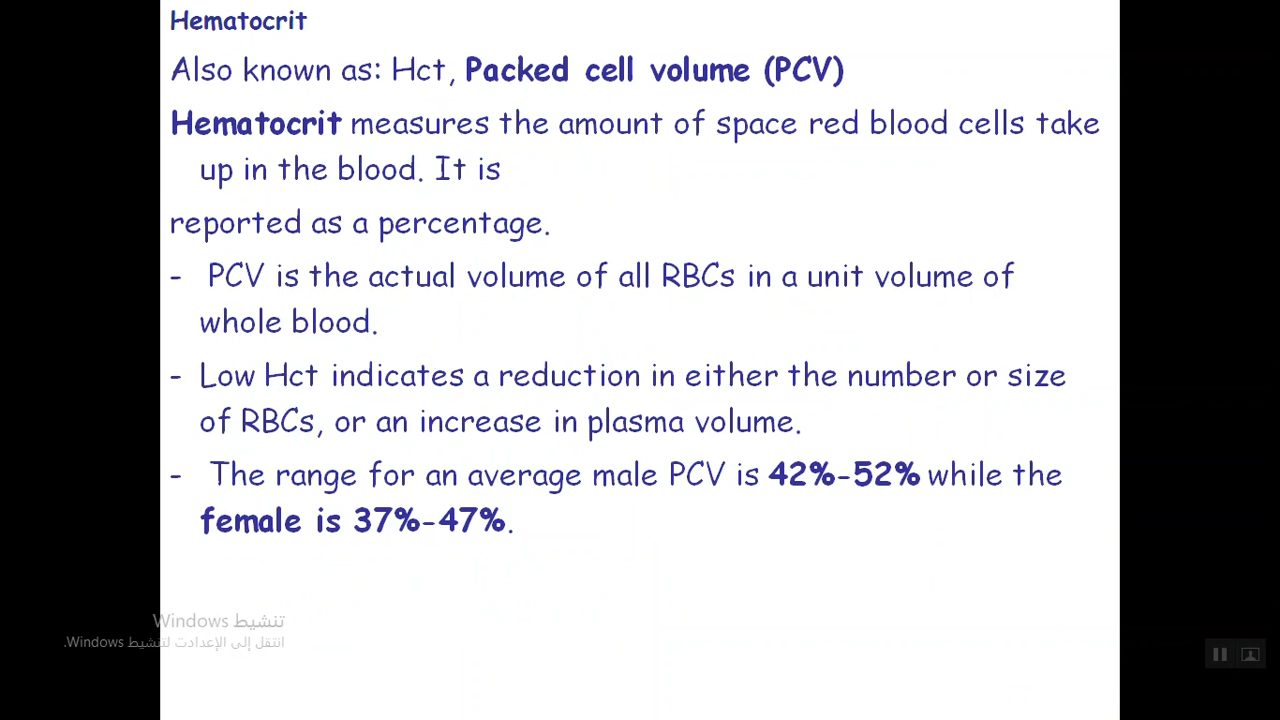 Hematocrit
Also known as: Hct, Packed cell volume (PCV)
Hematocrit measures the amount of space red blood cells take
up in the blood. It is
reported as a percentage.
- PCV is the actual volume of all RBCs in a unit volume of
whole blood.
- Low Hct indicates a reduction in either the number or size
of RBCs, or an increase in plasma volume.
- The range for an average male PCV is 42%-52% while the
female is 37%-47%.
تنشيط Windows
انتقل إلى الإعدادت لتنشيط Windows.